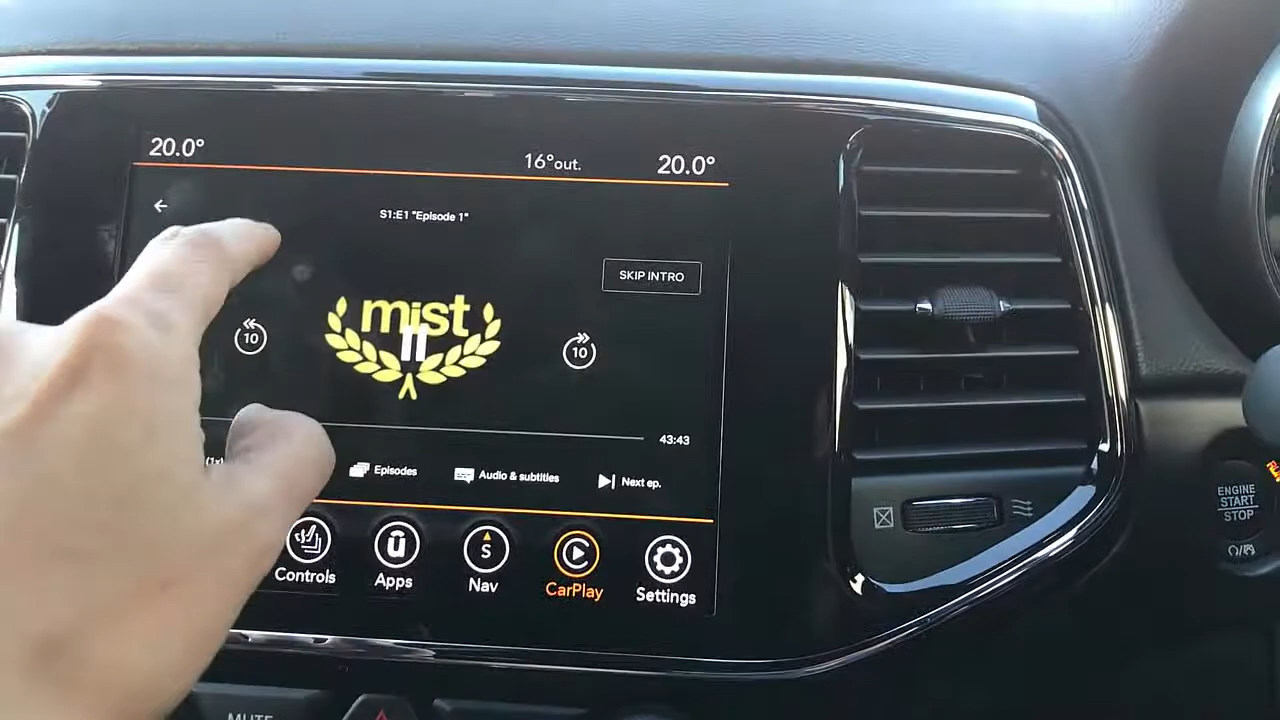 20.0°
16°out.
20.0°
S1:E1 "Episode 1"
SKIP INTRO
mist
10
10
43:43
(1x)
Episodes
Audio & subtitles
Next ep.
Controls
Apps
S
Nav
CarPlay
Settings
ENGINE
START
STOP
MUTE